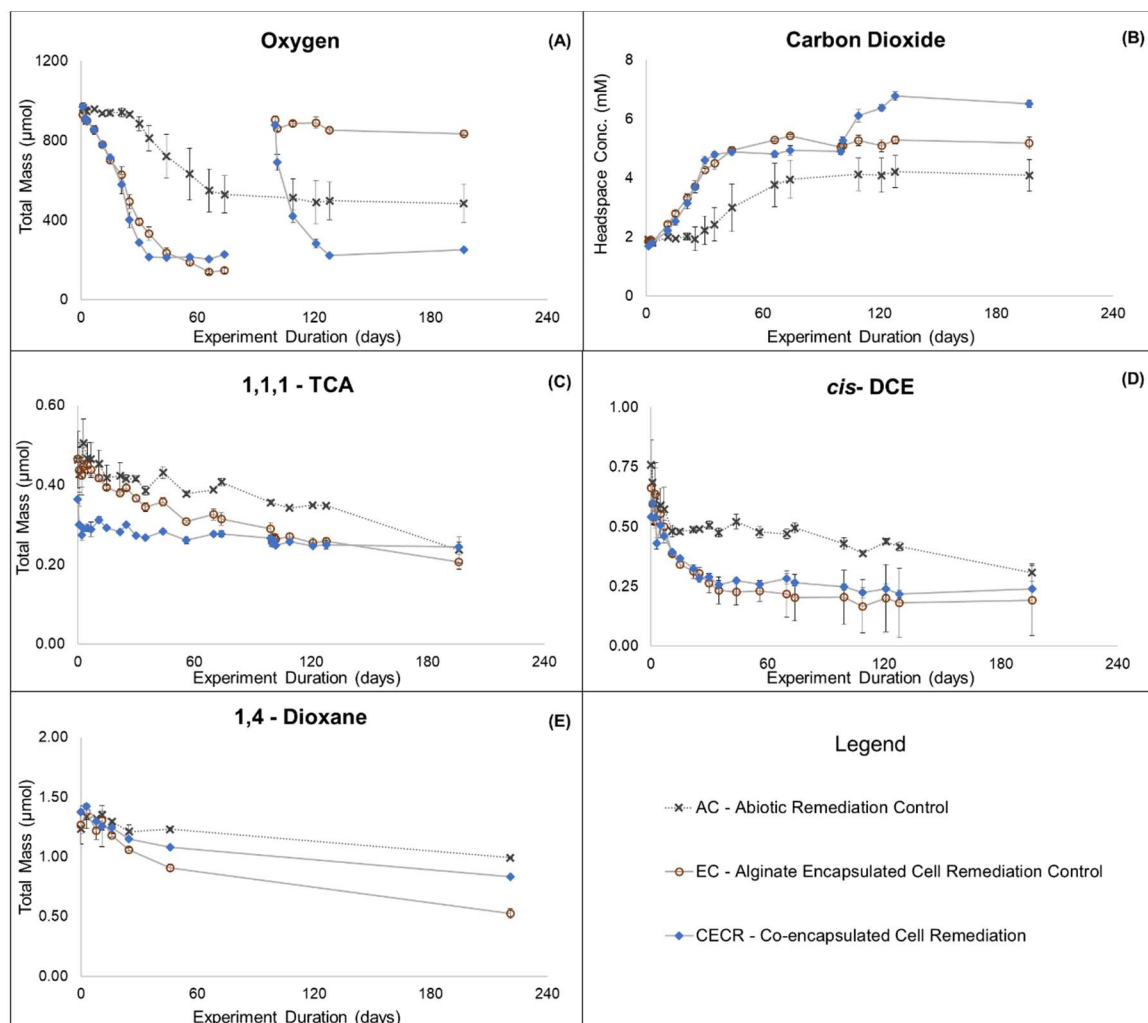 Oxygen
(A)
1200
800
400
0
Total Mass (µmol)
0
60
120
180
240
Experiment Duration (days)
Carbon Dioxide
(B)
8
6
4
2
0
Headspace Conc. (mM)
0
60
120
180
240
Experiment Duration (days)
1,1,1 - TCA
(C)
0.60
0.40
0.20
0.00
Total Mass (µmol)
0
60
120
180
240
Experiment Duration (days)
cis- DCE
(D)
1.00
0.75
0.50
0.25
0.00
Total Mass (µmol)
0
60
120
180
240
Experiment Duration (days)
1,4 - Dioxane
(E)
2.00
1.50
1.00
0.50
0.00
Total Mass (µmol)
0
60
120
180
240
Experiment Duration (days)
Legend
AC - Abiotic Remediation Control
EC - Alginate Encapsulated Cell Remediation Control
CECR - Co-encapsulated Cell Remediation